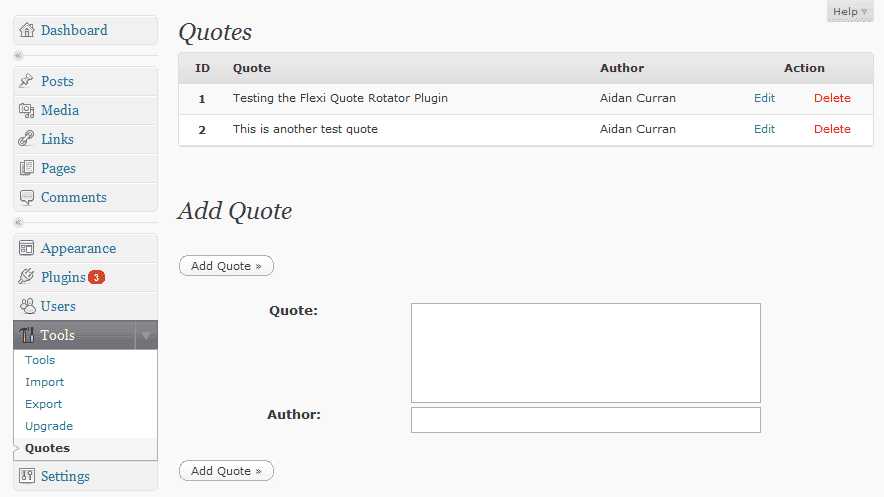 Help
Dashboard
Posts
Media
Links
Pages
Comments
Appearance
Plugins 3
Users
Tools
Tools
Import
Export
Upgrade
Quotes
Settings
Quotes
ID Quote Author Action
1 Testing the Flexi Quote Rotator Plugin Aidan Curran Edit Delete
2 This is another test quote Aidan Curran Edit Delete
Add Quote
Add Quote »
Quote:
Author:
Add Quote »